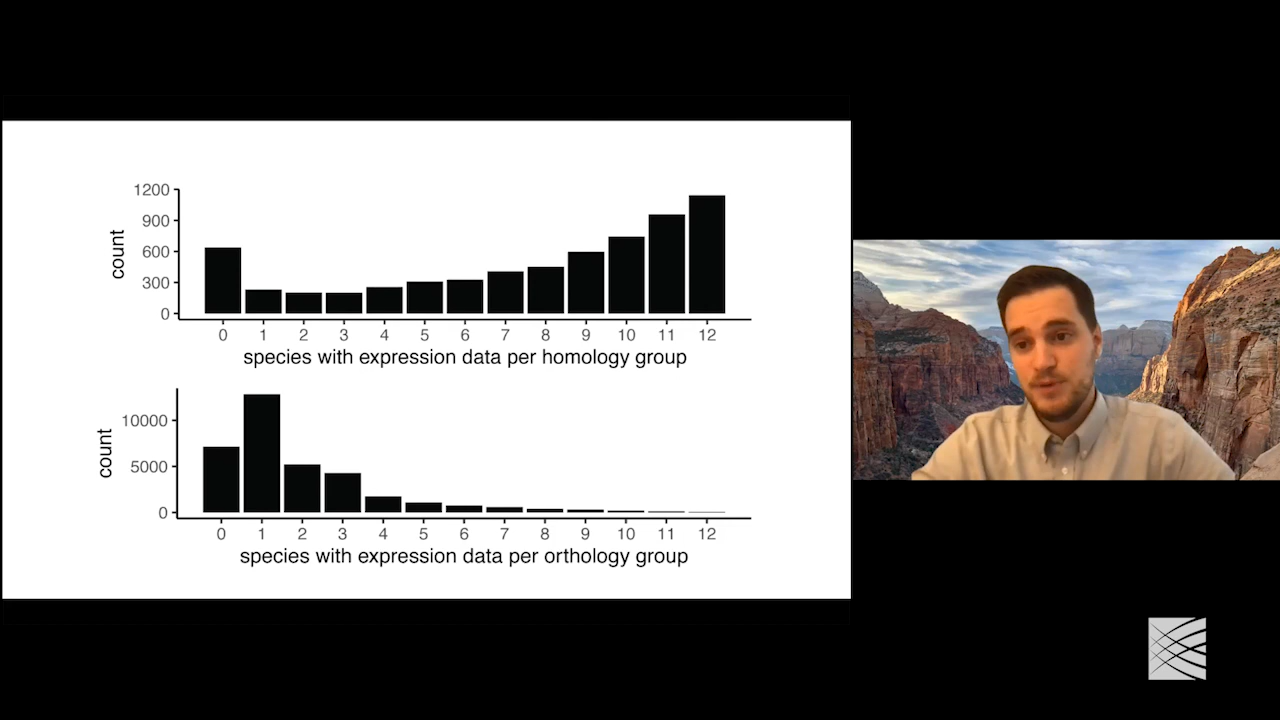 1200
900
600
300
0
count
0 1 2 3 4 5 6 7 8 9 10 11 12
species with expression data per homology group
10000
5000
0
count
0 1 2 3 4 5 6 7 8 9 10 11 12
species with expression data per orthology group